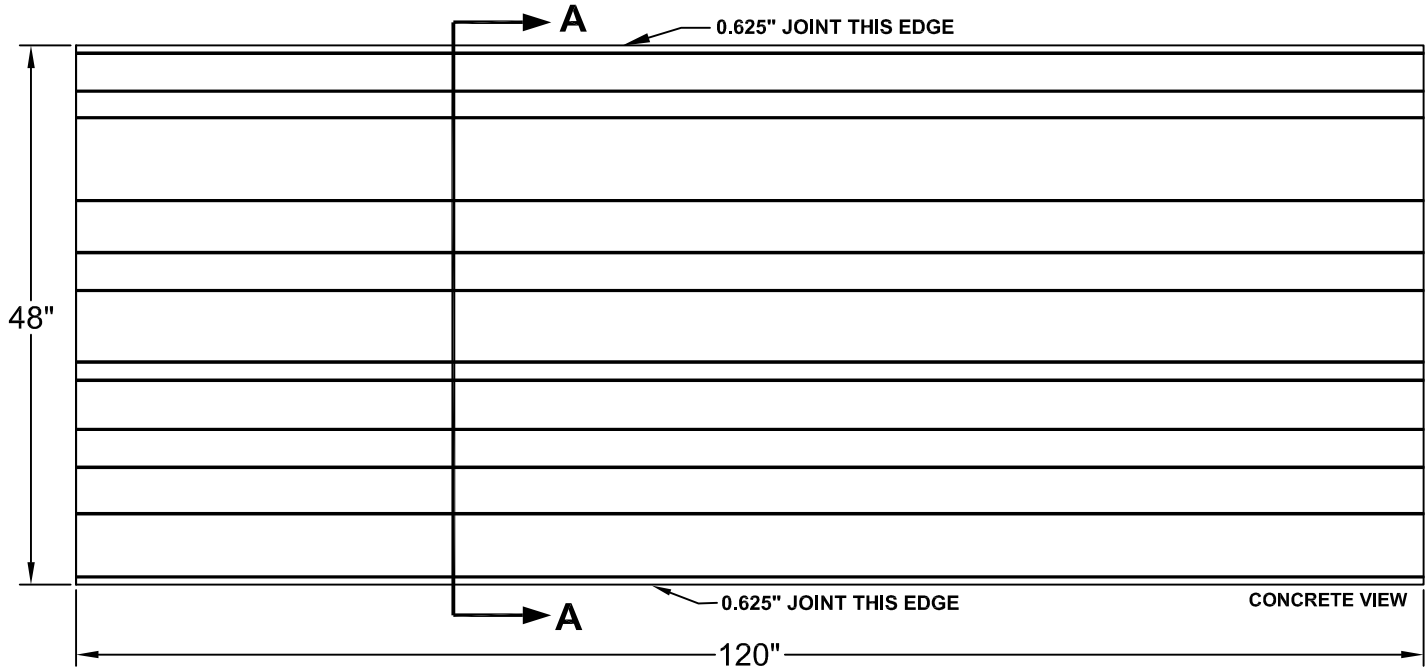 A
0.625" JOINT THIS EDGE
48"
0.625" JOINT THIS EDGE
CONCRETE VIEW
A
120"